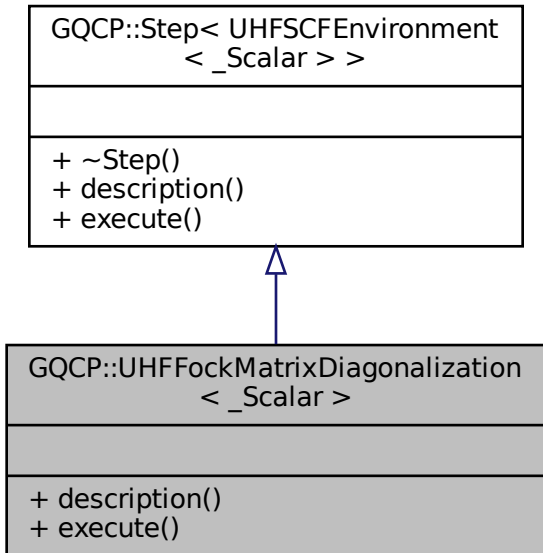 GQCP::Step< UHFSCFEnvironment
< _Scalar > >
+ ~Step()
+ description()
+ execute()
GQCP::UHFFockMatrixDiagonalization
< _Scalar >
+ description()
+ execute()